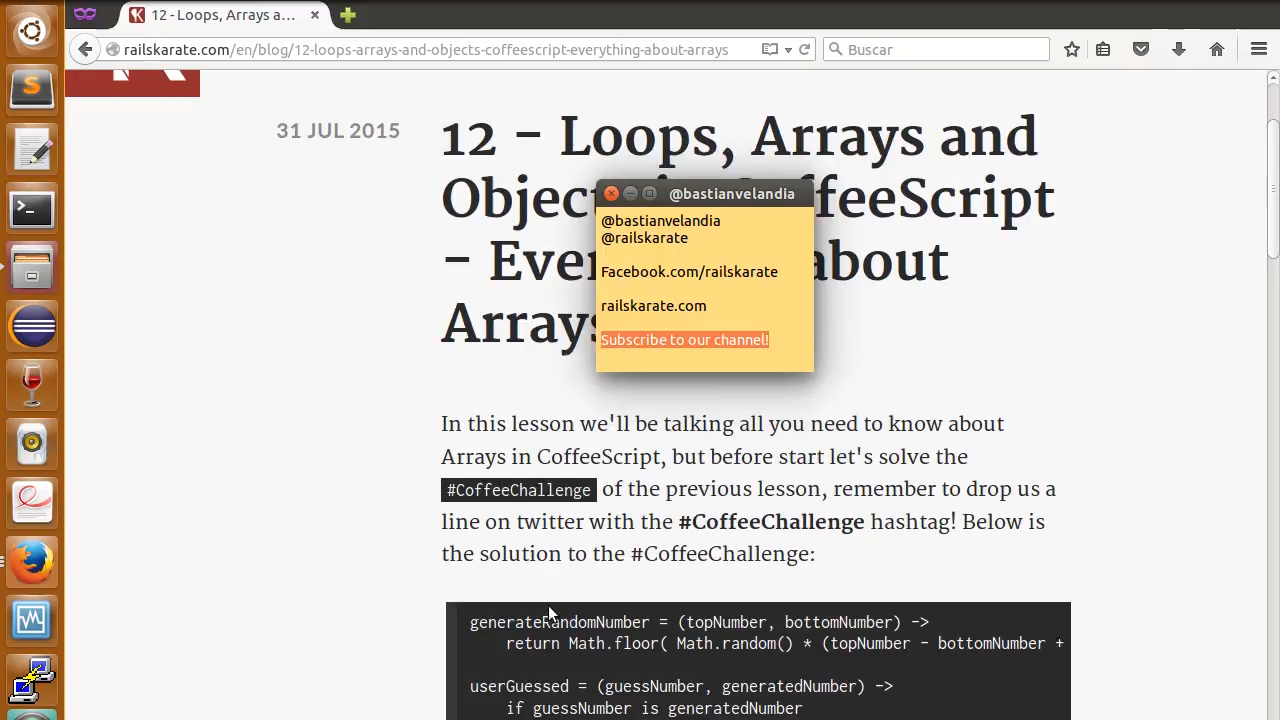 12 - Loops, Arrays a...
railskarate.com/en/blog/12-loops-arrays-and-objects-coffeescript-everything-about-arrays
Buscar
31 JUL 2015
12 - Loops, Arrays and
Objec
feeScript
- Eve
about
Arrays
@bastianvelandia
@bastianvelandia
@railskarate
Facebook.com/railskarate
railskarate.com
Subscribe to our channel!
In this lesson we'll be talking all you need to know about
Arrays in CoffeeScript, but before start let's solve the
#CoffeeChallenge of the previous lesson, remember to drop us a
line on twitter with the #CoffeeChallenge hashtag! Below is
the solution to the #CoffeeChallenge:
generateRandomNumber = (topNumber, bottomNumber) ->
return Math.floor( Math.random() * (topNumber - bottomNumber +
userGuessed = (guessNumber, generatedNumber) ->
if guessNumber is generatedNumber